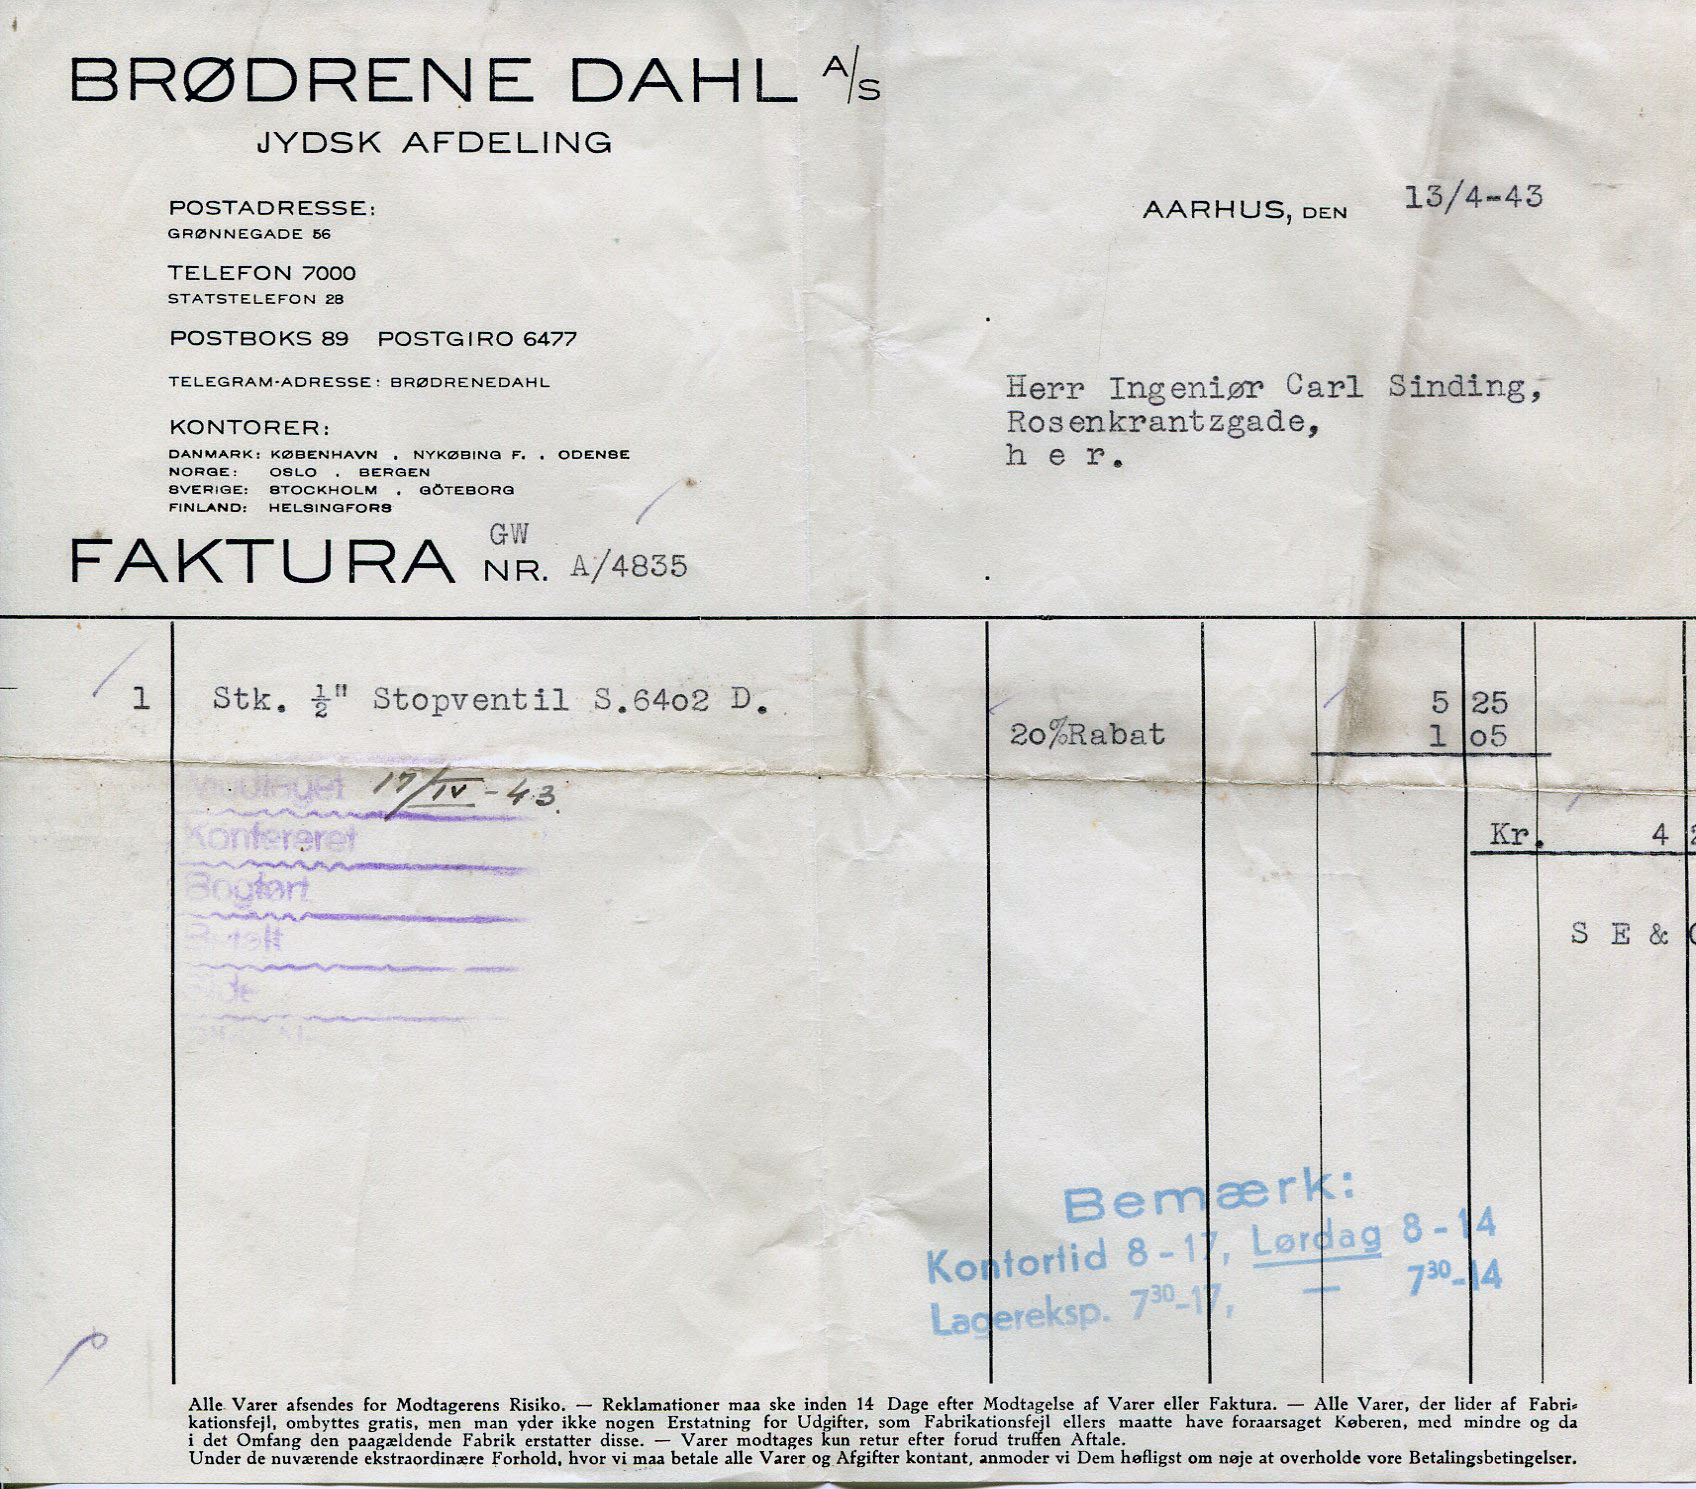 BRØDRENE DAHL A/S
JYDSK AFDELING
POSTADRESSE:
GRØNNEGADE 56
TELEFON 7000
STATSTELEFON 28
POSTBOKS 89 POSTGIRO 6477
TELEGRAM-ADRESSE: BRØDRENEDAHL
KONTORER:
DANMARK: KØBENHAVN . NYKØBING F. . ODENSE
NORGE: OSLO . BERGEN
SVERIGE: STOCKHOLM . GÖTEBORG
FINLAND: HELSINGFORS
AARHUS, DEN 13/4-43
Herr Ingeniør Carl Sinding,
Rosenkrantzgade,
h e r.
GW
FAKTURA NR. A/4835
1 Stk. ½" Stopventil S.64o2 D. 5 25
2o%Rabat 1 o5
17/IV-43.
Kr. 4 2
Konteret
Bogført
S E &
Bemærk:
Kontortid 8-17, Lørdag 8-14
Lagereksp. 7³⁰-17, — 7³⁰-14
Alle Varer afsendes for Modtagerens Risiko. — Reklamationer maa ske inden 14 Dage efter Modtagelse af Varer eller Faktura. — Alle Varer, der lider af Fabri-
kationsfejl, ombyttes gratis, men man yder ikke nogen Erstatning for Udgifter, som Fabrikationsfejl ellers maatte have foraarsaget Køberen, med mindre og da
i det Omfang den paagældende Fabrik erstatter disse. — Varer modtages kun retur efter forud truffen Aftale.
Under de nuværende ekstraordinære Forhold, hvor vi maa betale alle Varer og Afgifter kontant, anmoder vi Dem høfligst om nøje at overholde vore Betalingsbetingelser.